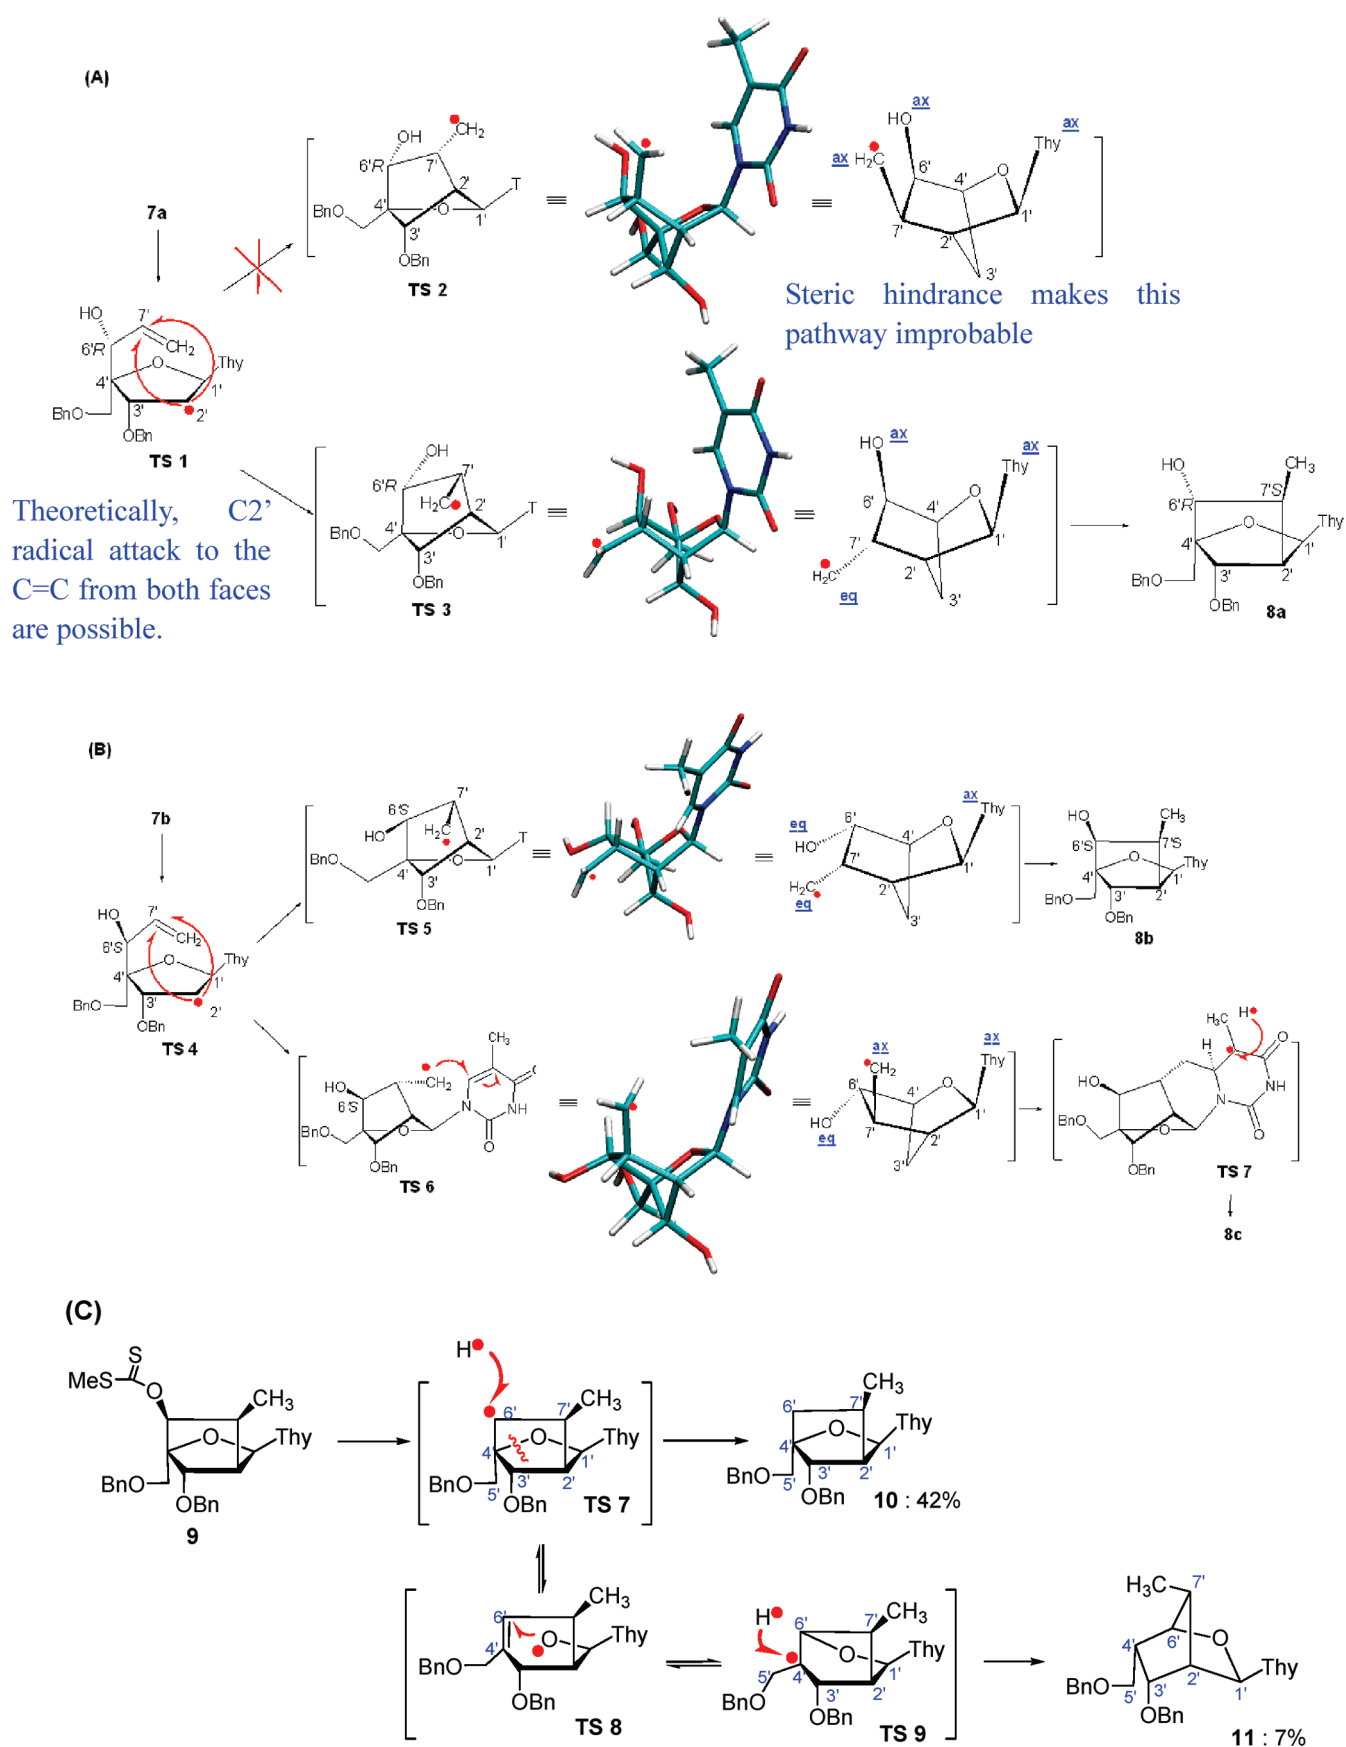 (A)
7a
HO
6'R
7'
CH2
O
Thy
4'
1'
3'
2'
BnO
OBn
TS 1
Theoretically, C2'
radical attack to the
C=C from both faces
are possible.
OH
CH2
6'R
7'
2'
T
BnO
4'
O
1'
3'
OBn
TS 2
≡
≡
ax
HO
ax
Thy
ax
H2C
6'
4'
O
7'
2'
1'
3'
Steric hindrance makes this
pathway improbable
OH
7'
6'R
H2C
2'
T
BnO
4'
O
1'
3'
OBn
TS 3
≡
≡
HO
ax
ax
Thy
6'
4'
O
7'
1'
2'
H2C
eq
3'
HO
CH3
7'S
6'R
Thy
4'
O
1'
3'
2'
BnO
OBn
8a
(B)
7b
HO
7'
CH2
6'S
O
Thy
4'
1'
3'
2'
BnO
OBn
TS 4
7'
6'S
HO
H2C
2'
T
BnO
4'
O
1'
3'
OBn
TS 5
≡
≡
ax
Thy
eq
6'
4'
O
HO
7'
H2C
2'
1'
eq
3'
HO
CH3
6'S
7'S
Thy
4'
O
1'
3'
2'
BnO
OBn
8b
CH3
CH2
HO
6'S
O
N
NH
BnO
O
O
OBn
TS 6
≡
≡
ax
CH2
ax
Thy
6'
4'
O
HO
eq
7'
2'
1'
3'
H
H3C
H
O
HO
N
NH
BnO
O
O
OBn
TS 7
8c
(C)
S
MeS
O
CH3
O
Thy
BnO
OBn
9
H
6'
7'
CH3
4'
O
Thy
1'
3'
2'
BnO
5'
OBn
TS 7
CH3
6'
7'
4'
O
Thy
1'
3'
2'
BnO
5'
OBn
10 : 42%
CH3
6'
O
Thy
4'
BnO
OBn
TS 8
H
6'
7'
CH3
O
Thy
5'
4'
1'
3'
2'
BnO
OBn
TS 9
H3C
7'
4'
6'
O
Thy
2'
3'
1'
5'
BnO
OBn
11 : 7%